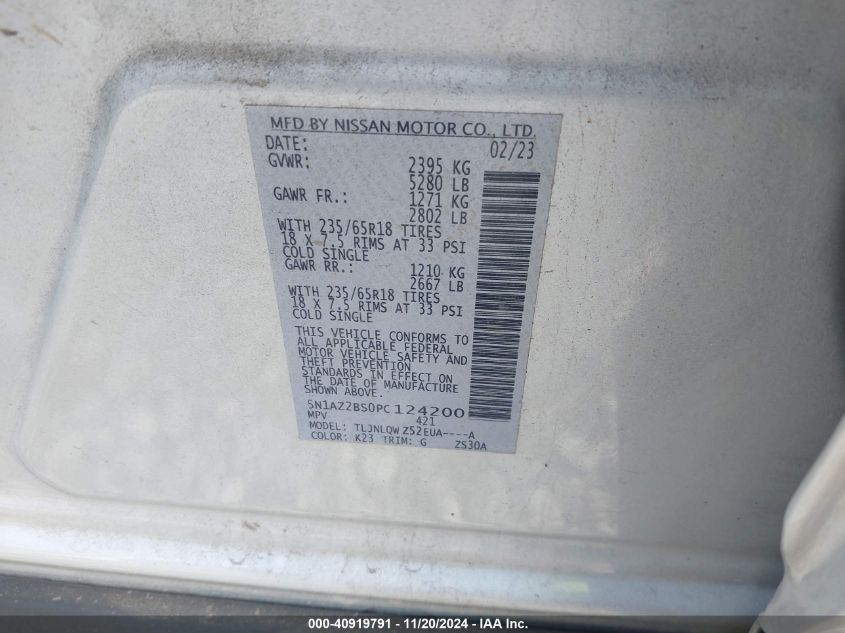 MFD BY NISSAN MOTOR CO., LTD.
DATE: 02/23
GVWR: 2395 KG
5280 LB
GAWR FR.: 1271 KG
2802 LB
WITH 235/65R18 TIRES
18 X 7.5 RIMS AT 33 PSI
COLD SINGLE
GAWR RR.: 1210 KG
2667 LB
WITH 235/65R18 TIRES
18 X 7.5 RIMS AT 33 PSI
COLD SINGLE
THIS VEHICLE CONFORMS TO
ALL APPLICABLE FEDERAL
MOTOR VEHICLE SAFETY AND
THEFT PREVENTION
STANDARDS IN EFFECT ON
THE DATE OF MANUFACTURE
SHOWN ABOVE.
5N1AZ2BS0PC124200
MPV 421
MODEL: TLJNLQW Z52EUA----A
COLOR: K23 TRIM: G ZS30A
000-40919791 - 11/20/2024 - IAA Inc.